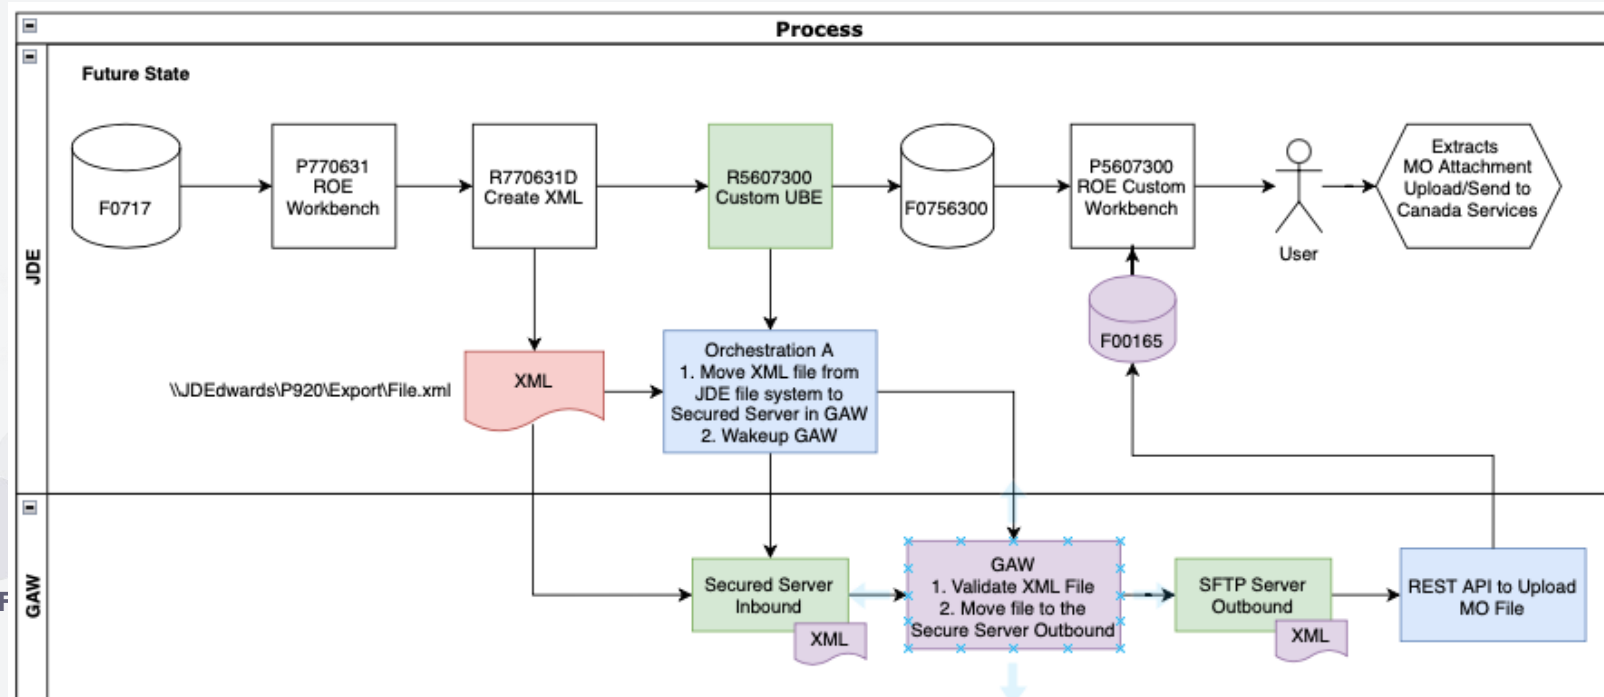 Process
Future State
JDE
F0717
P770631
ROE
Workbench
R770631D
Create XML
R5607300
Custom UBE
F0756300
P5607300
ROE Custom
Workbench
User
Extracts
MO Attachment
Upload/Send to
Canada Services
F00165
\\JDEdwards\P920\Export\File.xml
XML
Orchestration A
1. Move XML file from
JDE file system to
Secured Server in GAW
2. Wakeup GAW
GAW
Secured Server
Inbound
XML
GAW
1. Validate XML File
2. Move file to the
Secure Server Outbound
SFTP Server
Outbound
XML
REST API to Upload
MO File
F